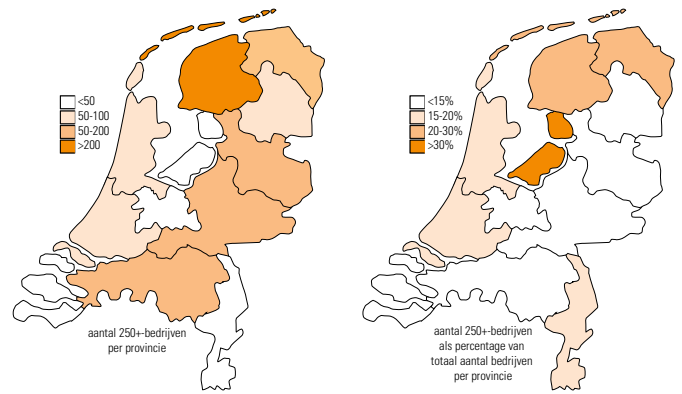 <50
50-100
50-200
>200
aantal 250+-bedrijven
per provincie
<15%
15-20%
20-30%
>30%
aantal 250+-bedrijven
als percentage van
totaal aantal bedrijven
per provincie